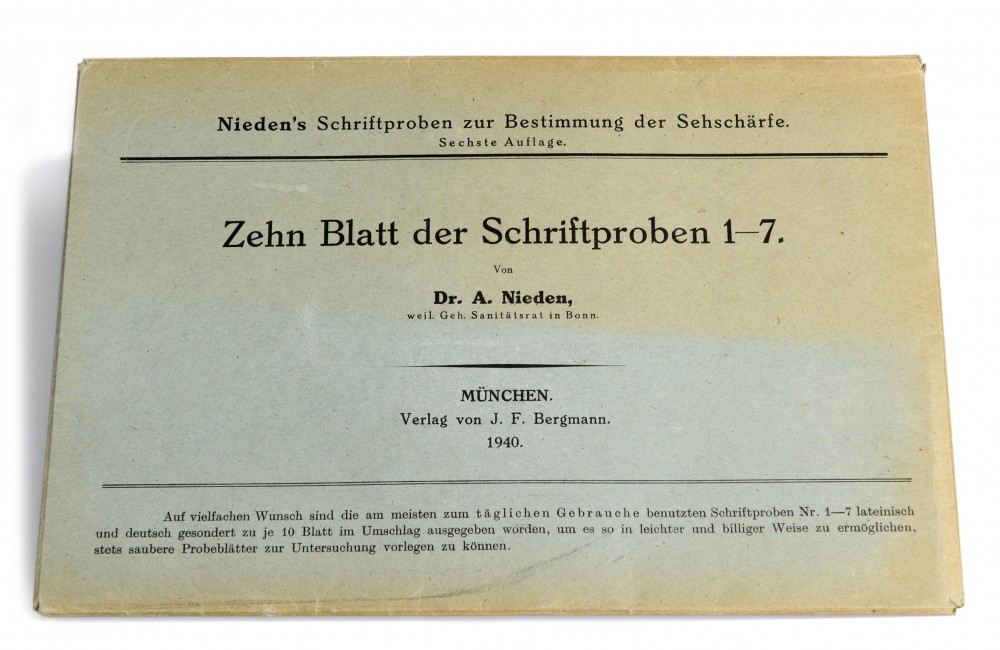 Nieden's Schriftproben zur Bestimmung der Sehschärfe.
Sechste Auflage.
Zehn Blatt der Schriftproben 1—7.
Von
Dr. A. Nieden,
weil. Geh. Sanitätsrat in Bonn.
MÜNCHEN.
Verlag von J. F. Bergmann.
1940.
Auf vielfachen Wunsch sind die am meisten zum täglichen Gebrauche benutzten Schriftproben Nr. 1—7 lateinisch
und deutsch gesondert zu je 10 Blatt im Umschlag ausgegeben worden, um es so in leichter und billiger Weise zu ermöglichen,
stets saubere Probeblätter zur Untersuchung vorlegen zu können.